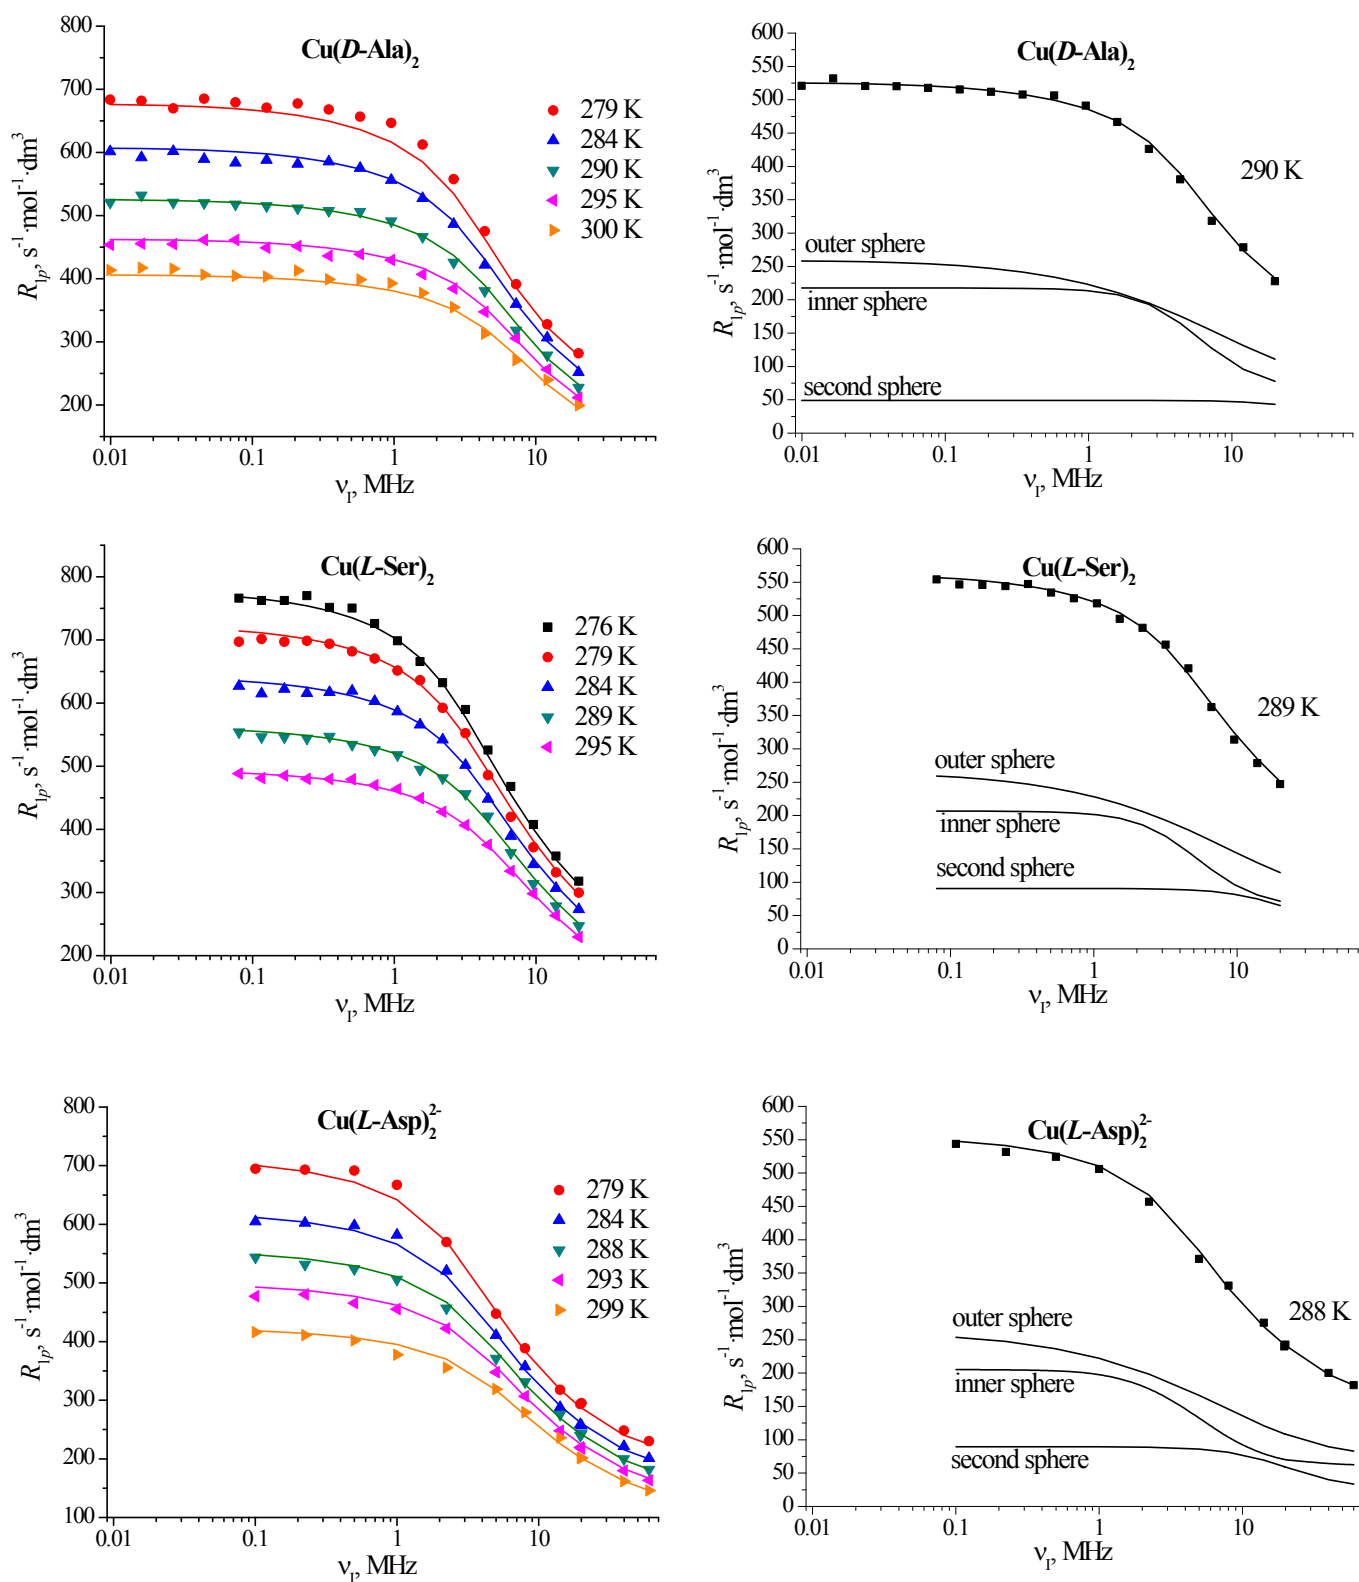 Cu(D-Ala)₂
R₁ₚ, s⁻¹·mol⁻¹·dm³
800
700
600
500
400
300
200
279 K
284 K
290 K
295 K
300 K
0.01 0.1 1 10
νI, MHz
Cu(D-Ala)₂
R₁ₚ, s⁻¹·mol⁻¹·dm³
600
550
500
450
400
350
300
250
200
150
100
50
0
290 K
outer sphere
inner sphere
second sphere
0.01 0.1 1 10
νI, MHz
Cu(L-Ser)₂
R₁ₚ, s⁻¹·mol⁻¹·dm³
800
700
600
500
400
300
200
276 K
279 K
284 K
289 K
295 K
0.01 0.1 1 10
νI, MHz
Cu(L-Ser)₂
R₁ₚ, s⁻¹·mol⁻¹·dm³
600
550
500
450
400
350
300
250
200
150
100
50
0
289 K
outer sphere
inner sphere
second sphere
0.01 0.1 1 10
νI, MHz
Cu(L-Asp)₂²⁻
R₁ₚ, s⁻¹·mol⁻¹·dm³
800
700
600
500
400
300
200
100
279 K
284 K
288 K
293 K
299 K
0.01 0.1 1 10
νI, MHz
Cu(L-Asp)₂²⁻
R₁ₚ, s⁻¹·mol⁻¹·dm³
600
550
500
450
400
350
300
250
200
150
100
50
0
288 K
outer sphere
inner sphere
second sphere
0.01 0.1 1 10
νI, MHz